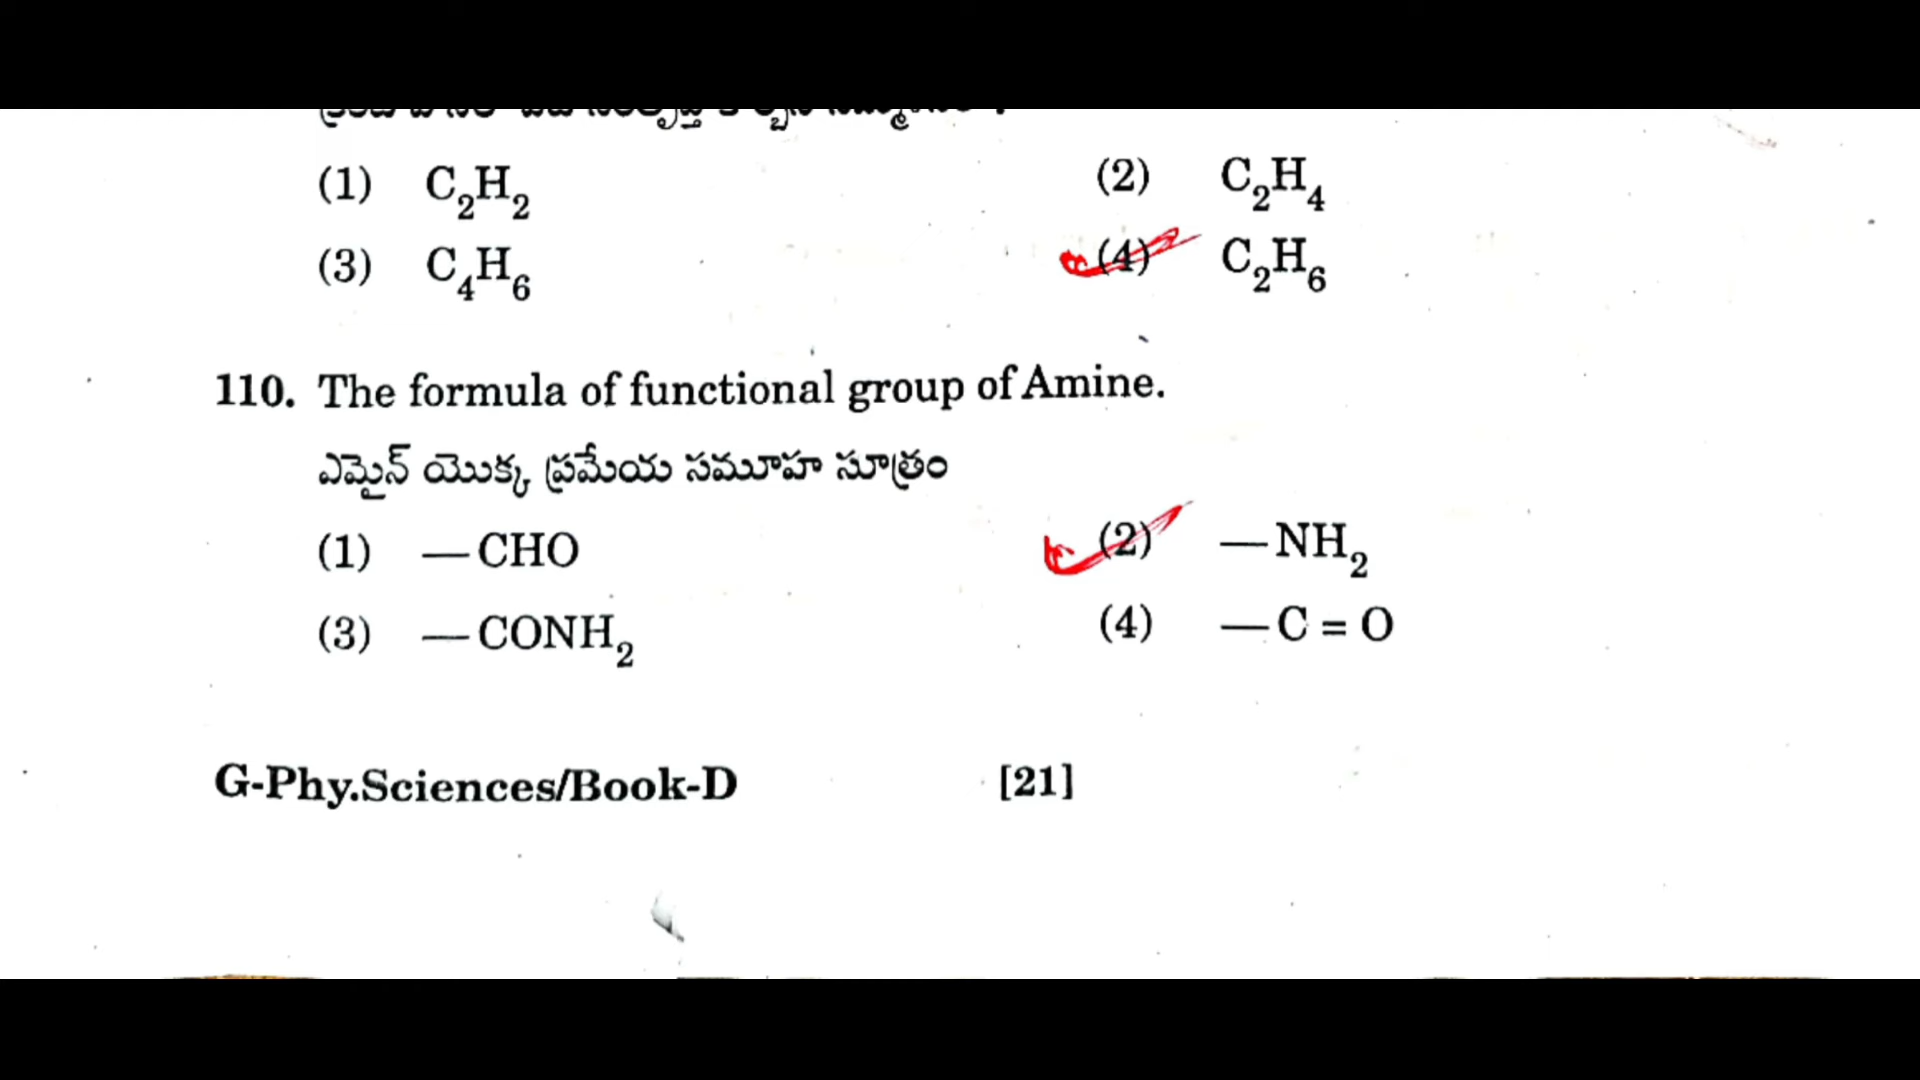 (1) C₂H₂ (2) C₂H₄
(3) C₄H₆ (4) C₂H₆
110. The formula of functional group of Amine.
ఎమైన్ యొక్క ప్రమేయ సమూహ సూత్రం
(1) —CHO (2) —NH₂
(3) —CONH₂ (4) —C = O
G-Phy.Sciences/Book-D [21]